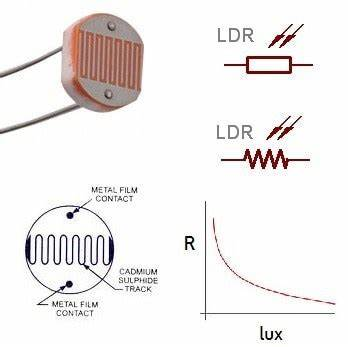 LDR
LDR
METAL FILM
CONTACT
CADMIUM
SULPHIDE
TRACK
METAL FILM
CONTACT
R
lux